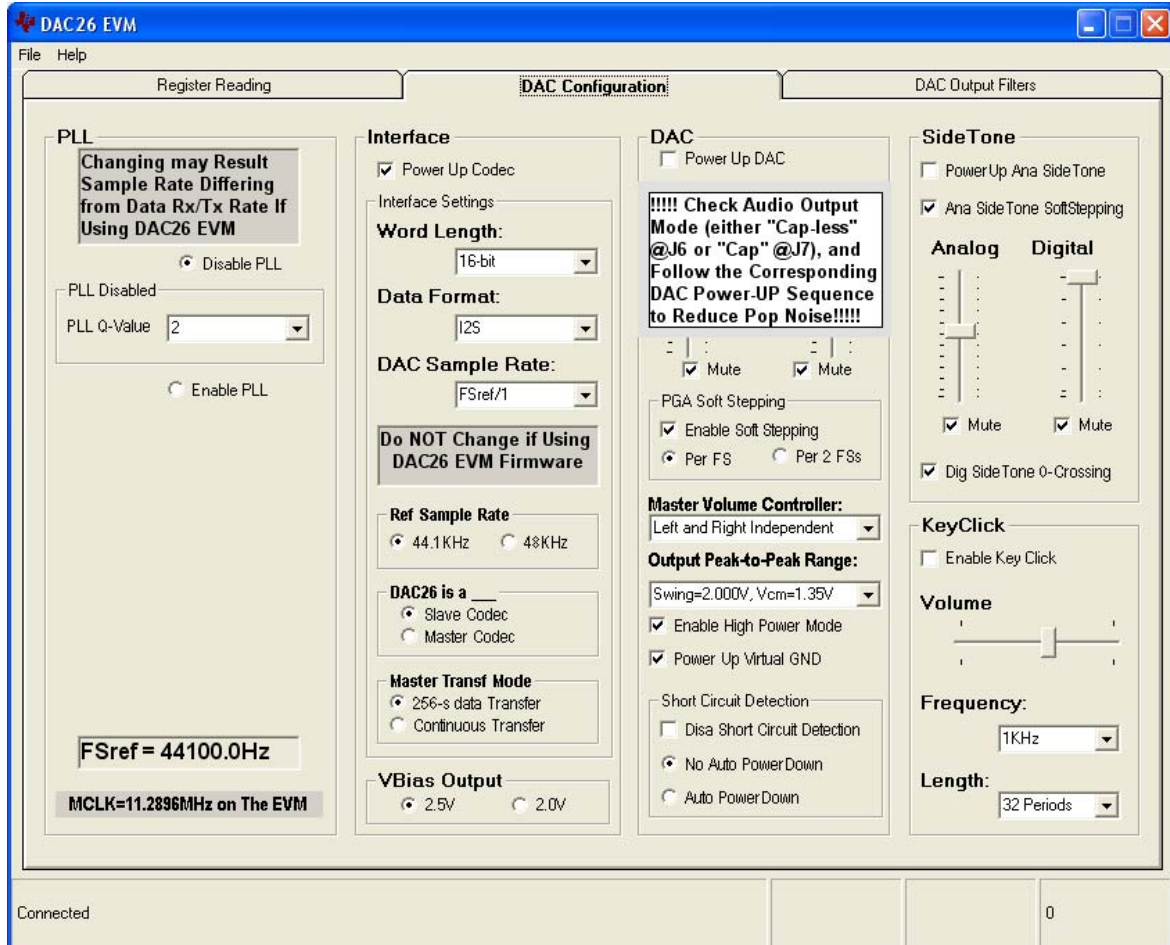 DAC26 EVM
File Help
Register Reading
DAC Configuration
DAC Output Filters
PLL
Changing may Result
Sample Rate Differing
from Data Rx/Tx Rate If
Using DAC26 EVM
Disable PLL
PLL Disabled
PLL Q-Value 2
Enable PLL
FSref = 44100.0Hz
MCLK=11.2896MHz on The EVM
Interface
Power Up Codec
Interface Settings
Word Length:
16-bit
Data Format:
I2S
DAC Sample Rate:
FSref/1
Do NOT Change if Using
DAC26 EVM Firmware
Ref Sample Rate
44.1KHz 48KHz
DAC26 is a ___
Slave Codec
Master Codec
Master Transf Mode
256-s data Transfer
Continuous Transfer
VBias Output
2.5V 2.0V
DAC
Power Up DAC
!!!!! Check Audio Output
Mode (either "Cap-less"
@J6 or "Cap" @J7), and
Follow the Corresponding
DAC Power-UP Sequence
to Reduce Pop Noise!!!!!
Mute Mute
PGA Soft Stepping
Enable Soft Stepping
Per FS Per 2 FSs
Master Volume Controller:
Left and Right Independent
Output Peak-to-Peak Range:
Swing=2.000V, Vcm=1.35V
Enable High Power Mode
Power Up Virtual GND
Short Circuit Detection
Disa Short Circuit Detection
No Auto PowerDown
Auto PowerDown
SideTone
PowerUp Ana SideTone
Ana SideTone SoftStepping
Analog Digital
Mute Mute
Dig SideTone 0-Crossing
KeyClick
Enable Key Click
Volume
Frequency:
1KHz
Length:
32 Periods
Connected
0